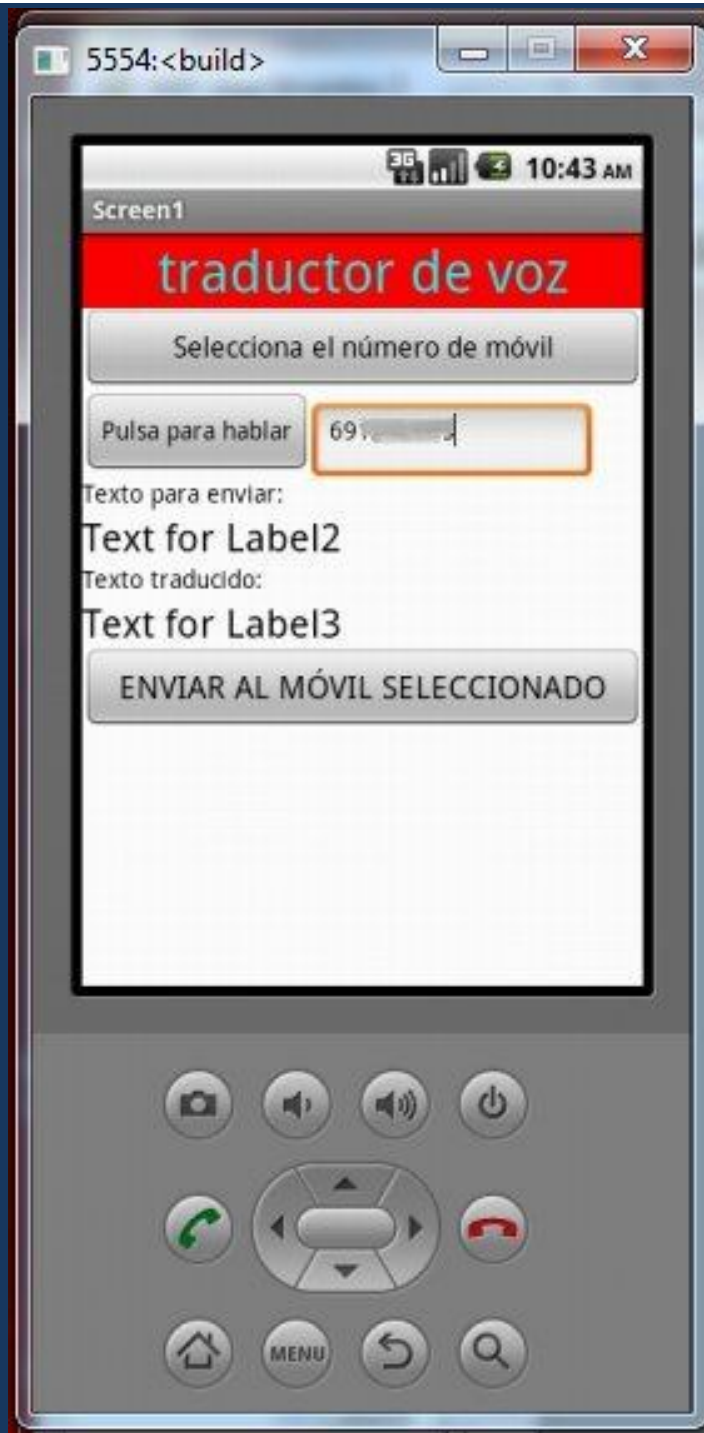 5554:<build>
3G
10:43 AM
Screen1
traductor de voz
Selecciona el número de móvil
Pulsa para hablar
69
Texto para enviar:
Text for Label2
Texto traducido:
Text for Label3
ENVIAR AL MÓVIL SELECCIONADO
MENU